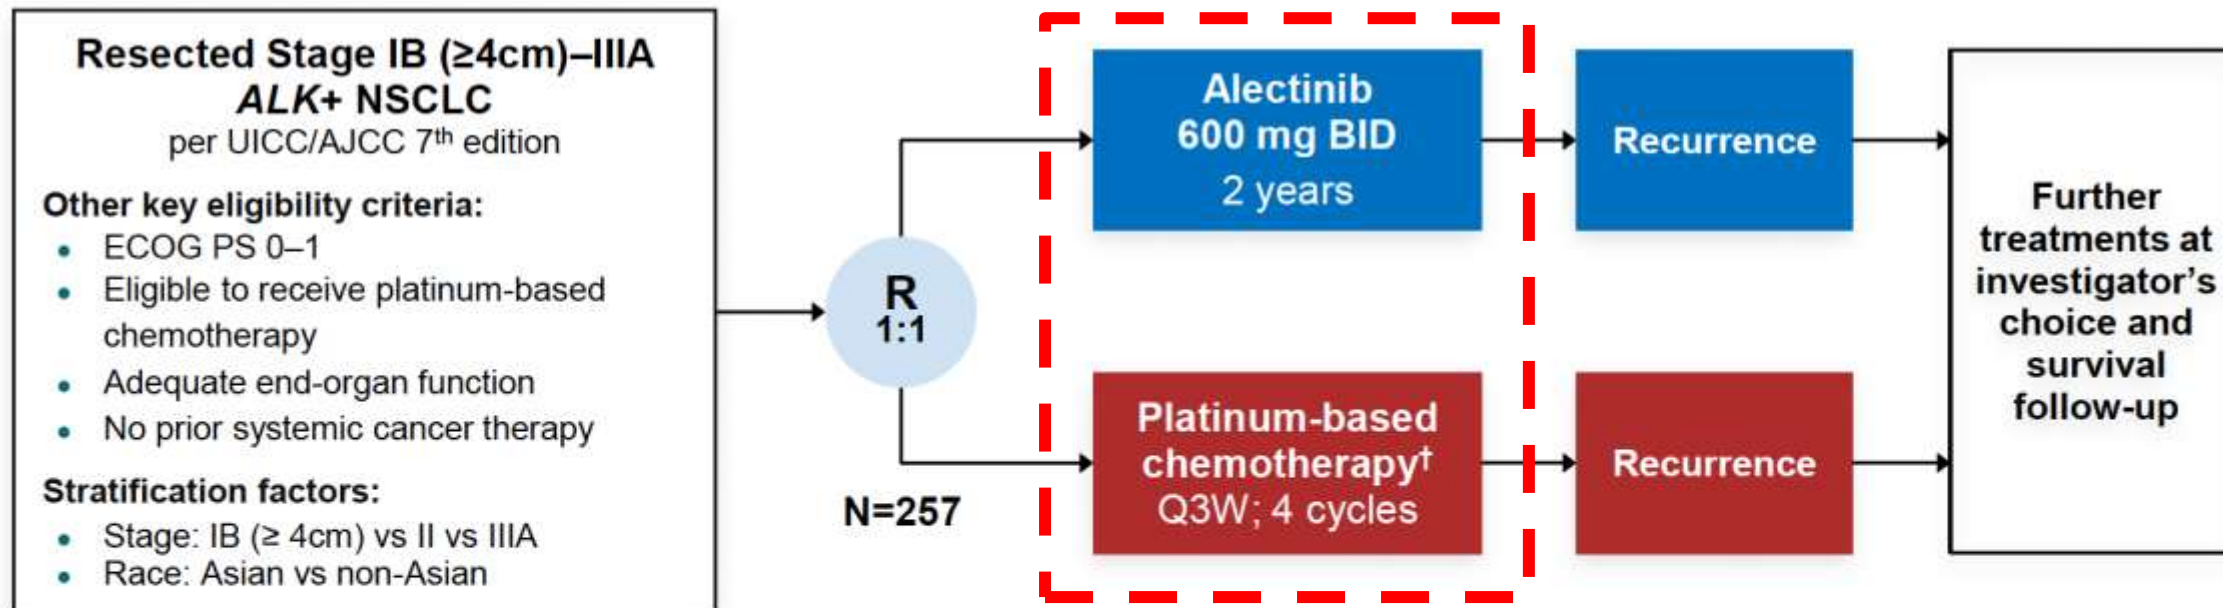 Resected Stage IB (≥4cm)–IIIA
ALK+ NSCLC
per UICC/AJCC 7th edition
Other key eligibility criteria:
• ECOG PS 0–1
• Eligible to receive platinum-based
chemotherapy
• Adequate end-organ function
• No prior systemic cancer therapy
Stratification factors:
• Stage: IB (≥ 4cm) vs II vs IIIA
• Race: Asian vs non-Asian
R
1:1
N=257
Alectinib
600 mg BID
2 years
Recurrence
Platinum-based
chemotherapy†
Q3W; 4 cycles
Recurrence
Further
treatments at
investigator’s
choice and
survival
follow-up